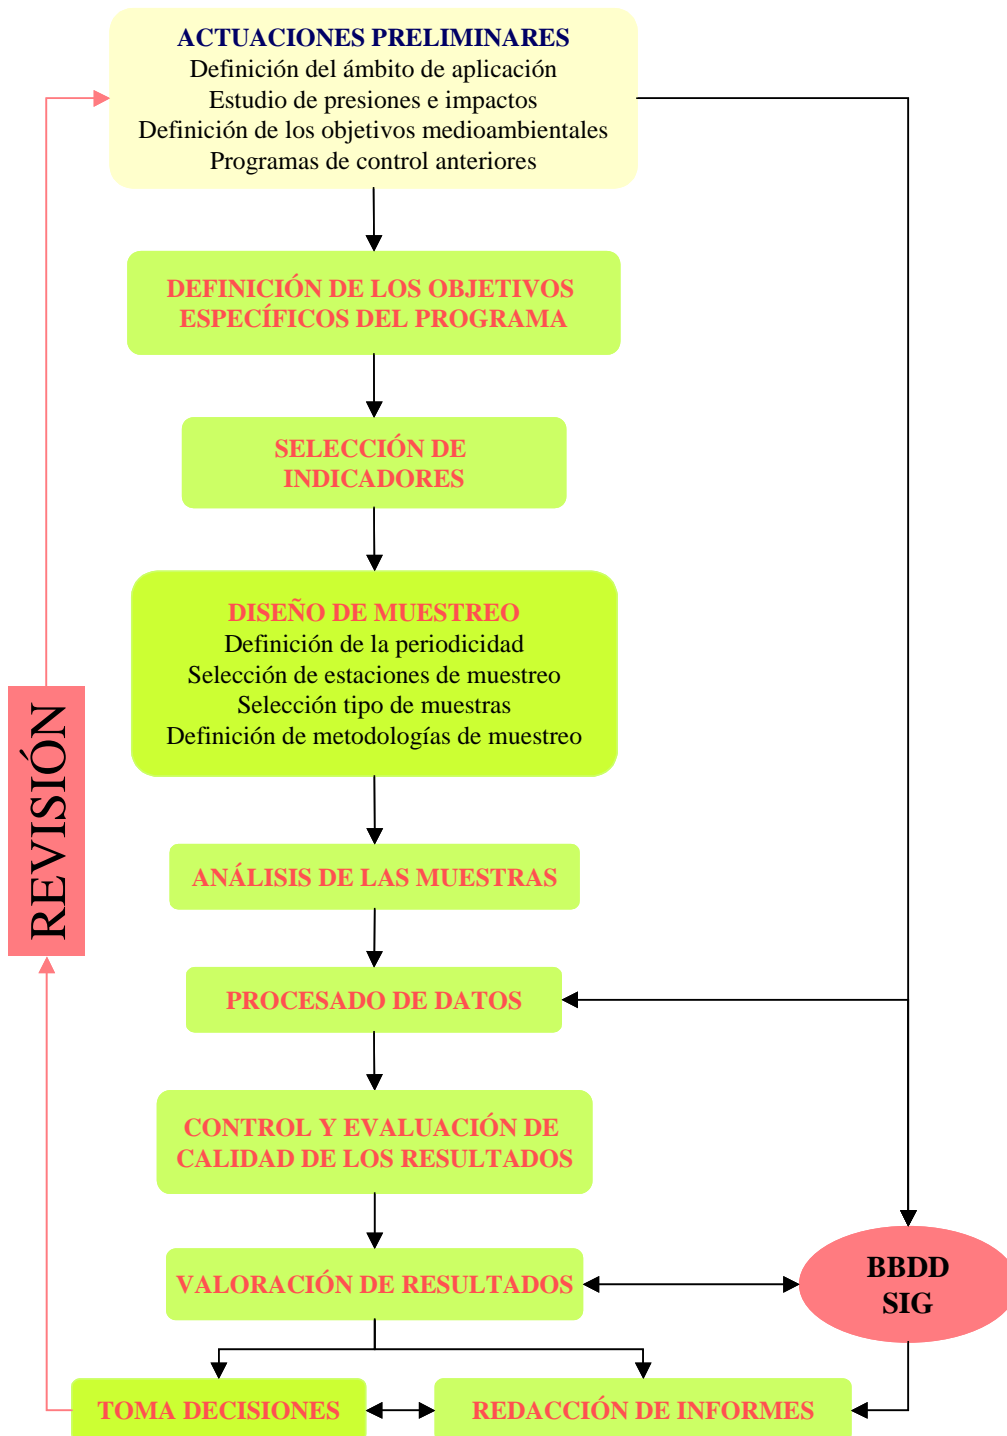 ACTUACIONES PRELIMINARES
Definición del ámbito de aplicación
Estudio de presiones e impactos
Definición de los objetivos medioambientales
Programas de control anteriores
DEFINICIÓN DE LOS OBJETIVOS
ESPECÍFICOS DEL PROGRAMA
SELECCIÓN DE
INDICADORES
DISEÑO DE MUESTREO
Definición de la periodicidad
Selección de estaciones de muestreo
Selección tipo de muestras
Definición de metodologías de muestreo
REVISIÓN
ANÁLISIS DE LAS MUESTRAS
PROCESADO DE DATOS
CONTROL Y EVALUACIÓN DE
CALIDAD DE LOS RESULTADOS
VALORACIÓN DE RESULTADOS
BBDD
SIG
TOMA DECISIONES
REDACCIÓN DE INFORMES